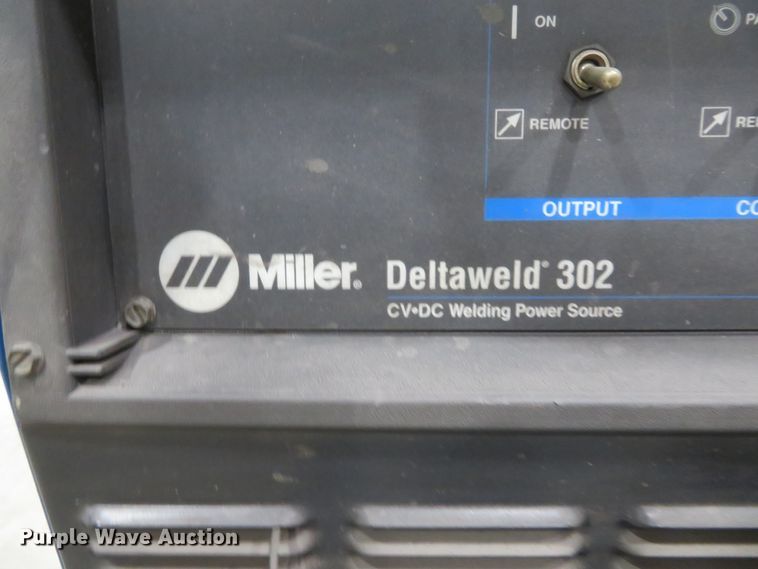 ON
REMOTE
OUTPUT
Miller®
Deltaweld® 302
CV•DC Welding Power Source
Purple Wave Auction